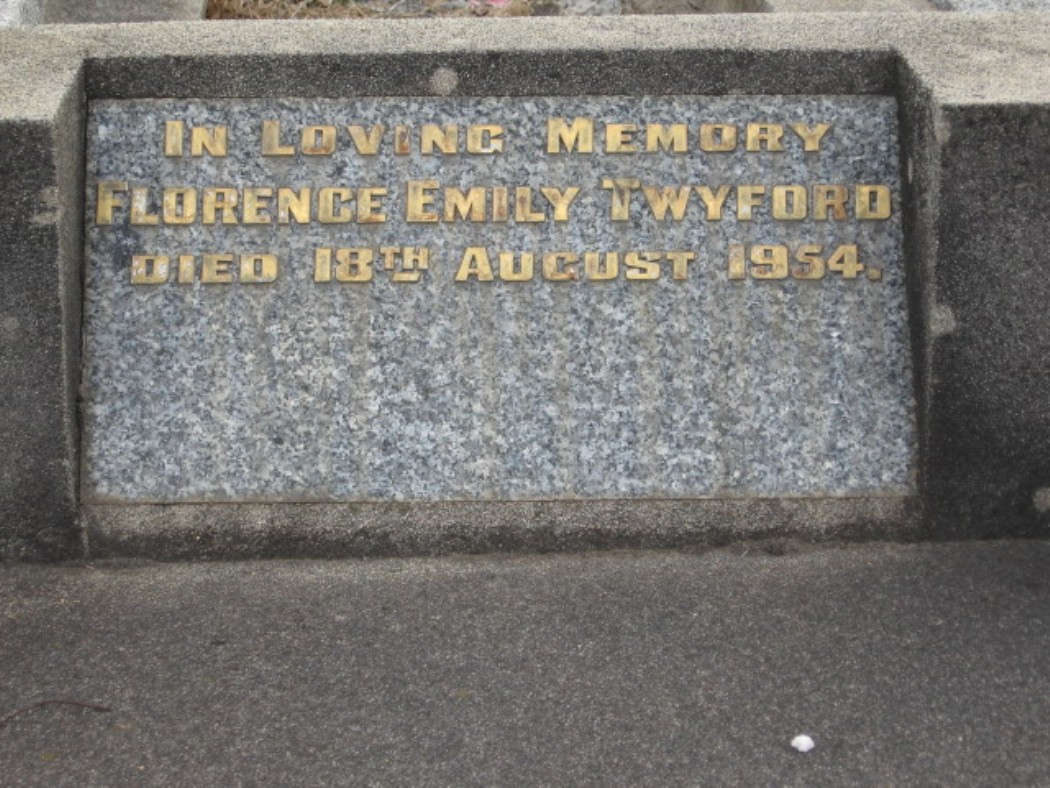 IN LOVING MEMORY
FLORENCE EMILY TWYFORD
DIED 18TH AUGUST 1954.